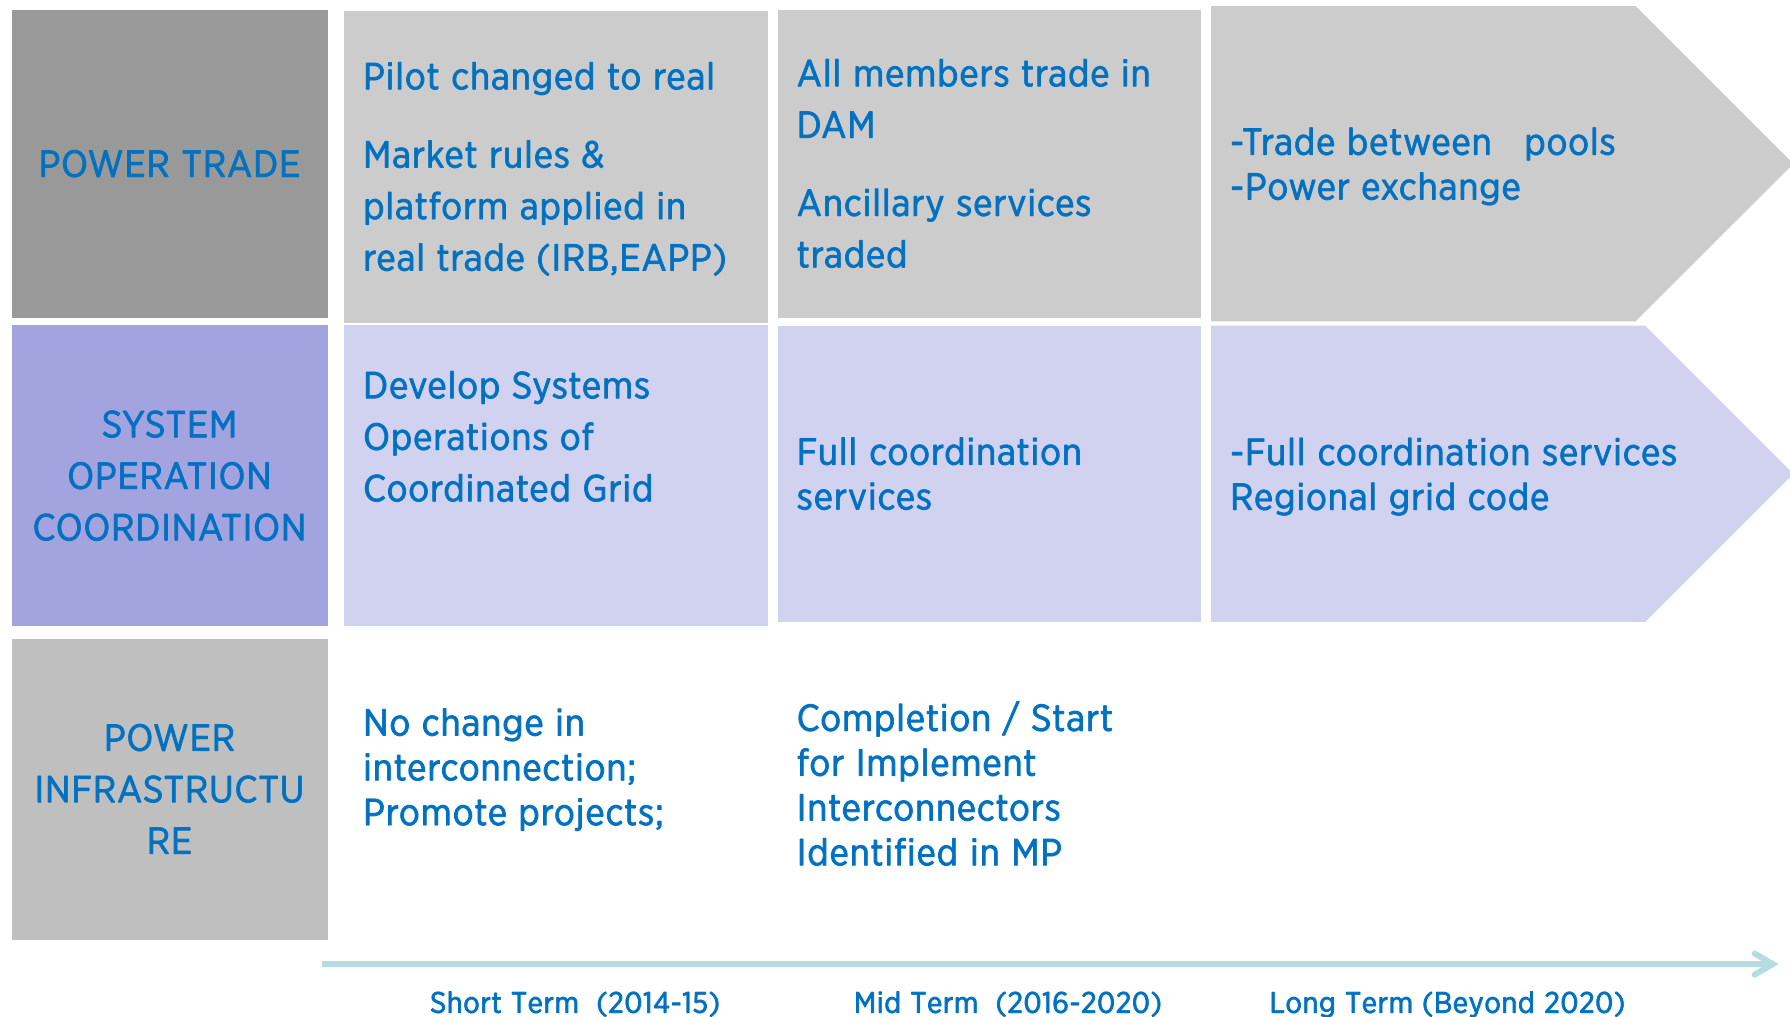 POWER TRADE
Pilot changed to real
Market rules &
platform applied in
real trade (IRB,EAPP)
All members trade in
DAM
Ancillary services
traded
-Trade between   pools
-Power exchange
SYSTEM
OPERATION
COORDINATION
Develop Systems
Operations of
Coordinated Grid
Full coordination
services
-Full coordination services
Regional grid code
POWER
INFRASTRUCTU
RE
No change in
interconnection;
Promote projects;
Completion / Start
for Implement
Interconnectors
Identified in MP
Short Term  (2014-15)
Mid Term  (2016-2020)
Long Term (Beyond 2020)